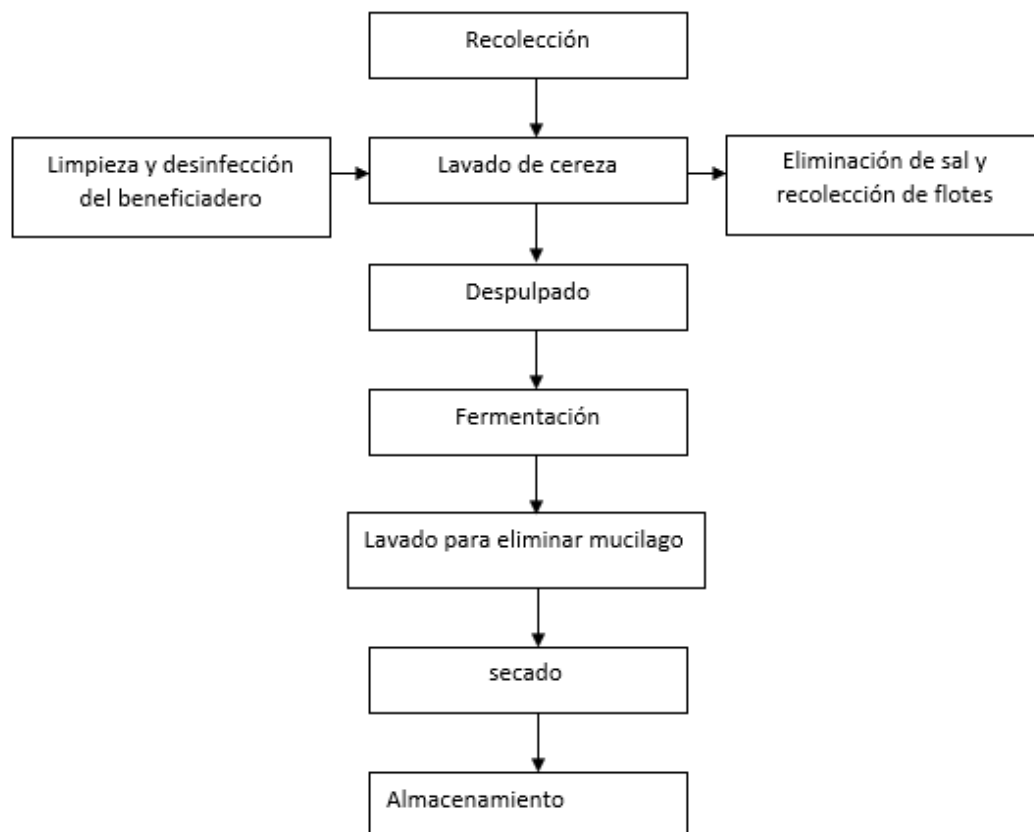 Recolección
Limpieza y desinfección
del beneficiadero
Lavado de cereza
Eliminación de sal y
recolección de flotes
Despulpado
Fermentación
Lavado para eliminar mucilago
secado
Almacenamiento